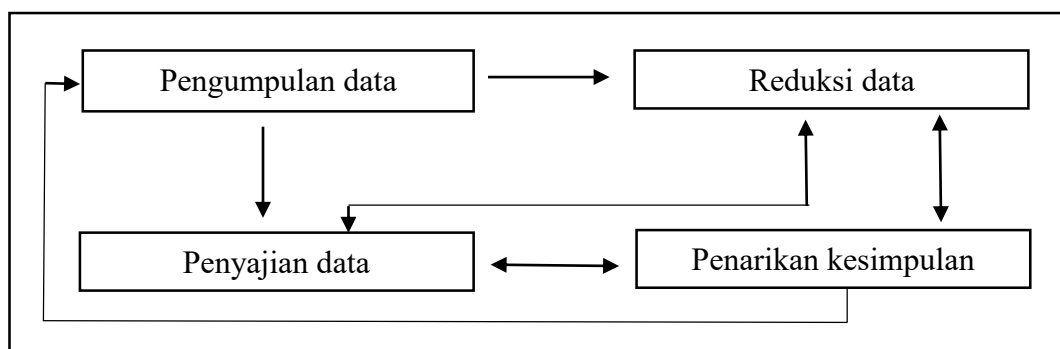 Pengumpulan data
Reduksi data
Penyajian data
Penarikan kesimpulan